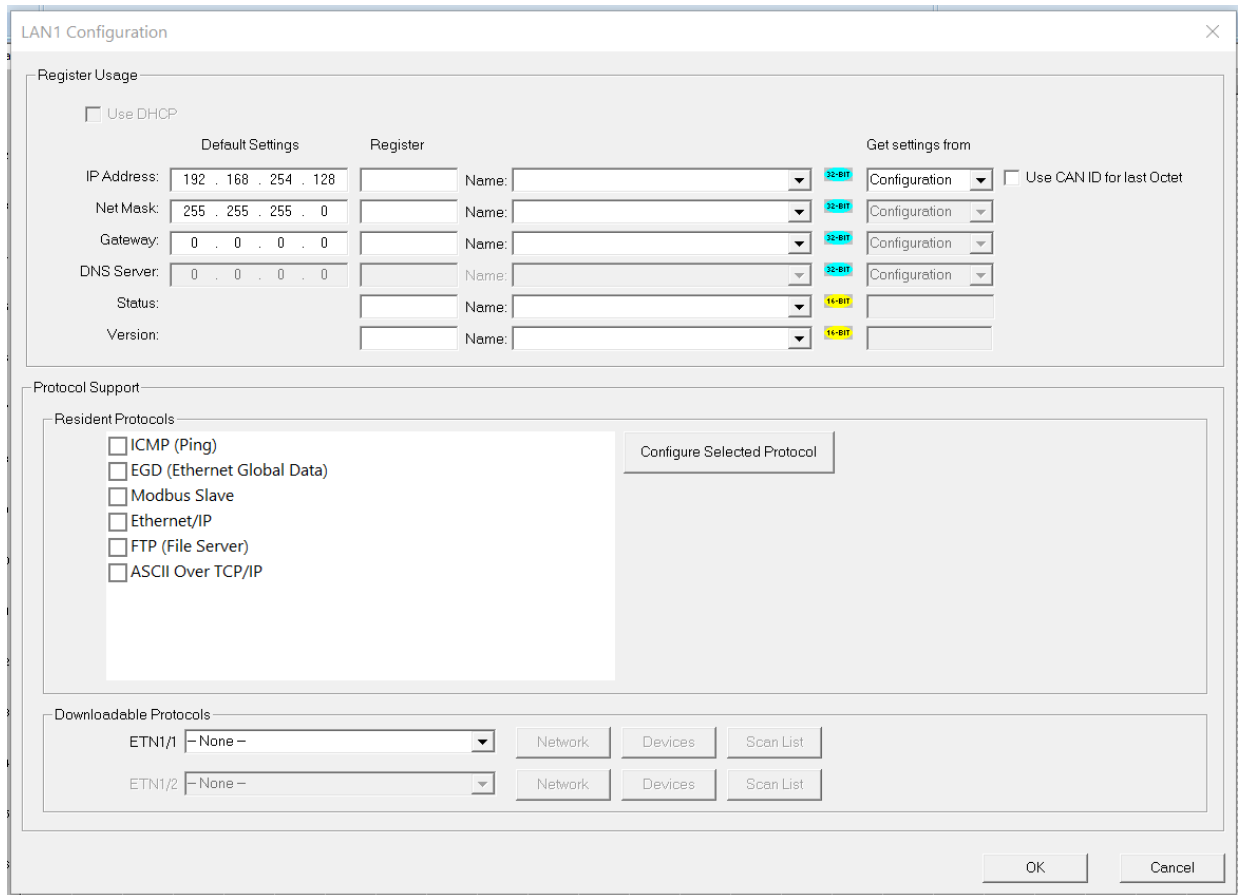 LAN1 Configuration
Register Usage
Use DHCP
Default Settings Register Get settings from
IP Address: 192 . 168 . 254 . 128 Name: 32-BIT Configuration Use CAN ID for last Octet
Net Mask: 255 . 255 . 255 . 0 Name: 32-BIT Configuration
Gateway: 0 . 0 . 0 . 0 Name: 32-BIT Configuration
DNS Server: 0 . 0 . 0 . 0 Name: 32-BIT Configuration
Status: Name: 16-BIT
Version: Name: 16-BIT
Protocol Support
Resident Protocols
ICMP (Ping)
Configure Selected Protocol
EGD (Ethernet Global Data)
Modbus Slave
Ethernet/IP
FTP (File Server)
ASCII Over TCP/IP
Downloadable Protocols
ETN1/1 – None – Network Devices Scan List
ETN1/2 – None – Network Devices Scan List
OK Cancel